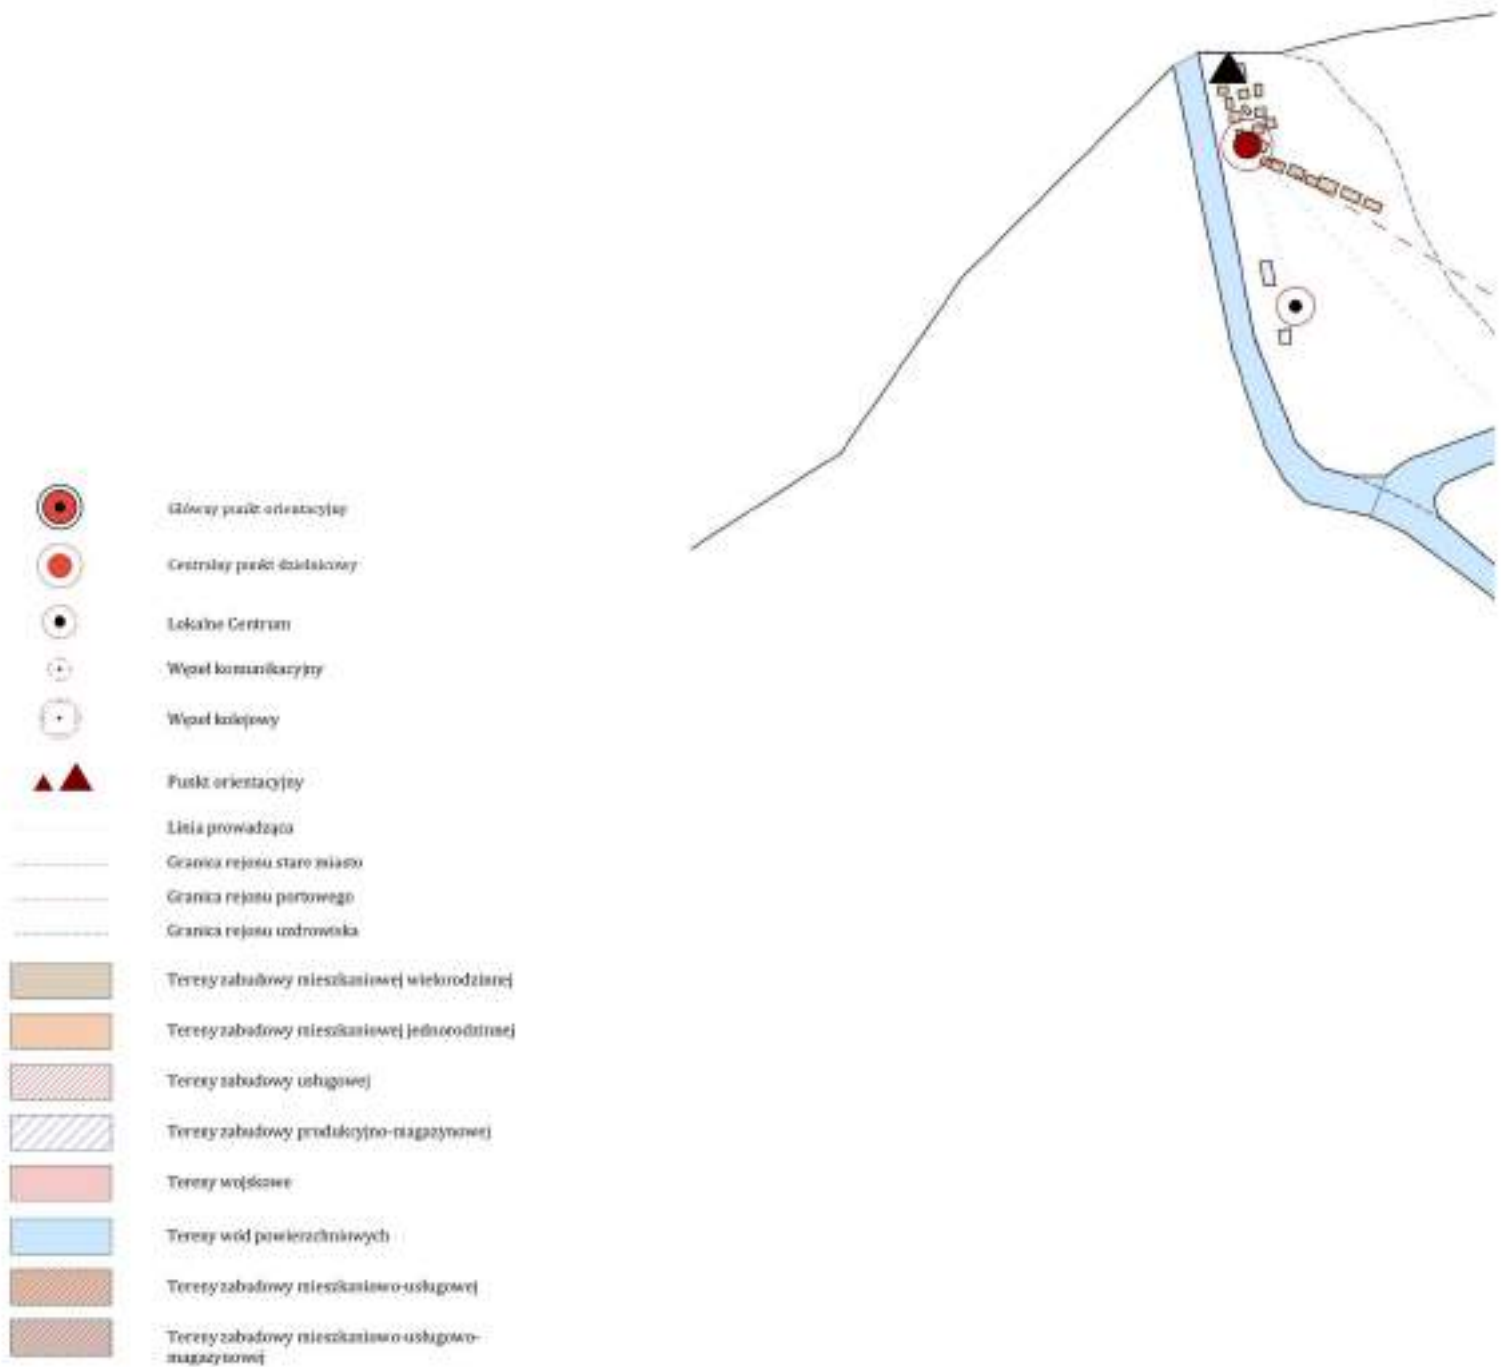 Główny punkt orientacyjny
Centralny punkt dzielnicowy
Lokalne Centrum
Węzeł komunikacyjny
Węzeł kolejowy
Punkt orientacyjny
Linia prowadząca
Granica rejonu stare miasto
Granica rejonu portowego
Granica rejonu uzdrowiska
Tereny zabudowy mieszkaniowej wielorodzinnej
Tereny zabudowy mieszkaniowej jednorodzinnej
Tereny zabudowy usługowej
Tereny zabudowy produkcyjno-magazynowej
Tereny wojskowe
Tereny wód powierzchniowych
Tereny zabudowy mieszkaniowo-usługowej
Tereny zabudowy mieszkaniowo-usługowo-
magazynowej